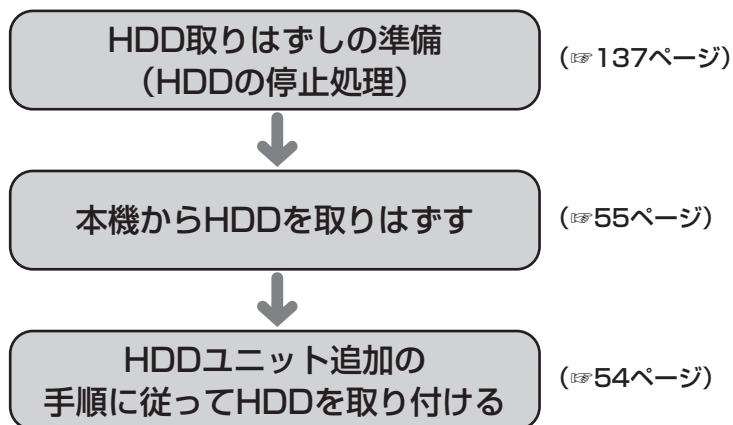 HDD取りはずしの準備
(HDDの停止処理)
(☞137ページ)
本機からHDDを取りはずす
(☞55ページ)
HDDユニット追加の
手順に従ってHDDを取り付ける
(☞54ページ)